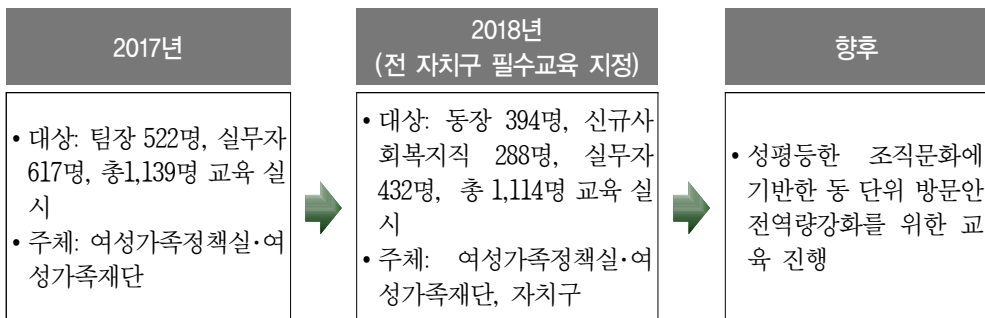 2017년
• 대상: 팀장 522명, 실무자
617명, 총1,139명 교육 실
시
• 주체: 여성가족정책실·여
성가족재단
2018년
(전 자치구 필수교육 지정)
• 대상: 동장 394명, 신규사
회복지직 288명, 실무자
432명, 총 1,114명 교육 실
시
• 주체: 여성가족정책실·여
성가족재단, 자치구
향후
• 성평등한 조직문화에
기반한 동 단위 방문안
전역량강화를 위한 교
육 진행